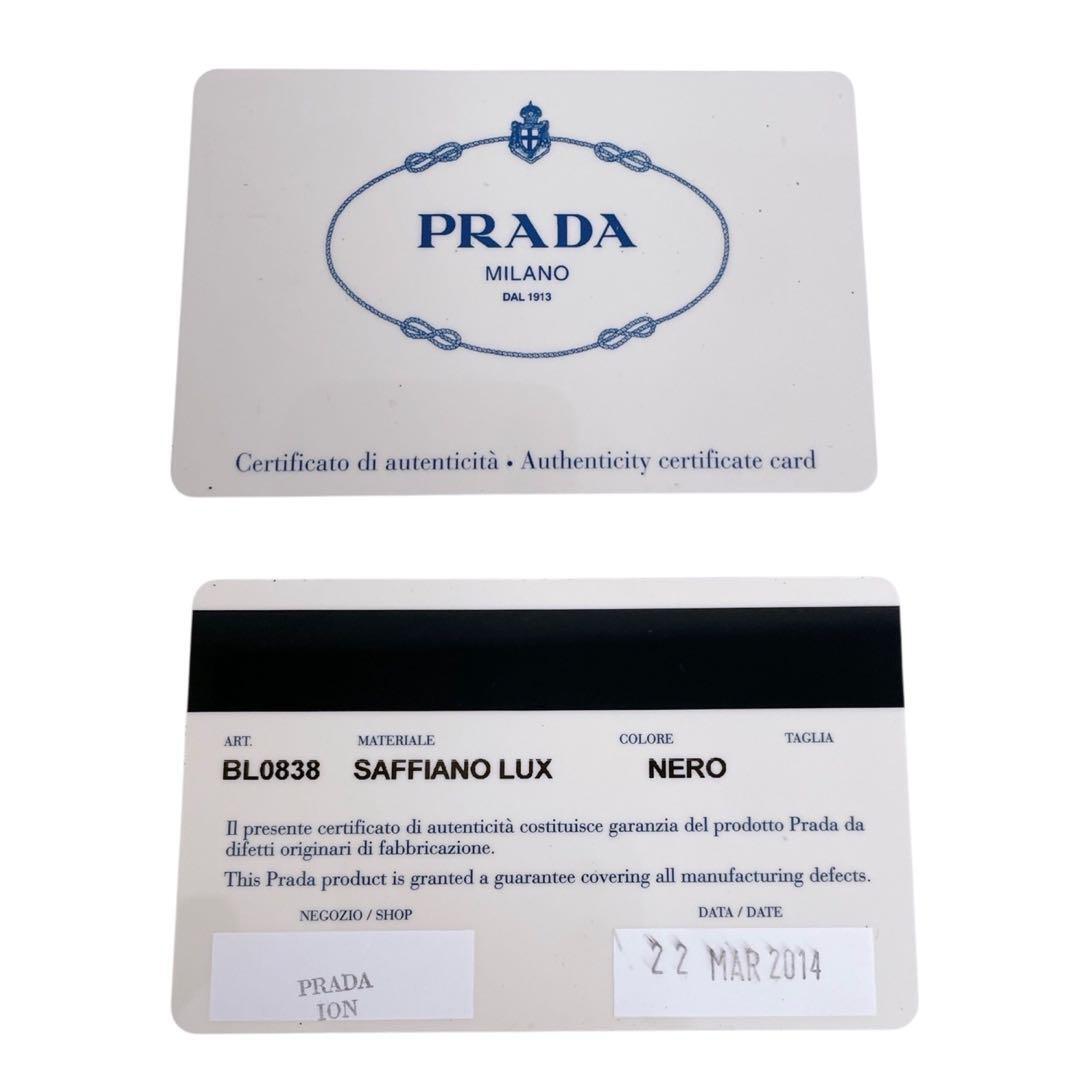 PRADA
MILANO
DAL 1913
Certificato di autenticità • Authenticity certificate card
ART. MATERIALE COLORE TAGLIA
BL0838 SAFFIANO LUX NERO
Il presente certificato di autenticità costituisce garanzia del prodotto Prada da
difetti originari di fabbricazione.
This Prada product is granted a guarantee covering all manufacturing defects.
NEGOZIO / SHOP DATA / DATE
PRADA 22 MAR 2014
ION